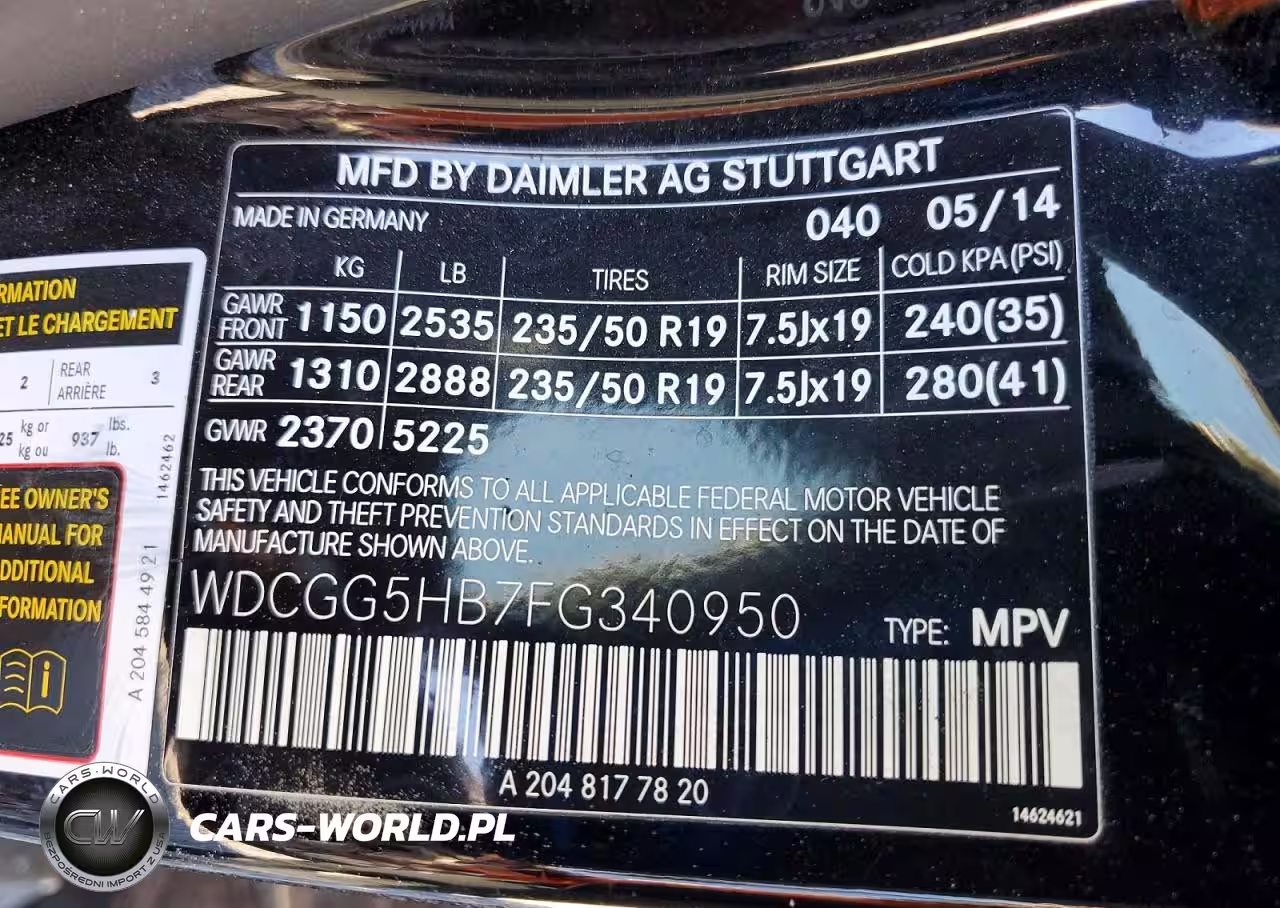 MFD BY DAIMLER AG STUTTGART
MADE IN GERMANY 040 05/14
KG LB TIRES RIM SIZE COLD KPA (PSI)
GAWR FRONT 1150 2535 235/50 R19 7.5Jx19 240(35)
GAWR REAR 1310 2888 235/50 R19 7.5Jx19 280(41)
GVWR 2370 5225
THIS VEHICLE CONFORMS TO ALL APPLICABLE FEDERAL MOTOR VEHICLE
SAFETY AND THEFT PREVENTION STANDARDS IN EFFECT ON THE DATE OF
MANUFACTURE SHOWN ABOVE.
WDCGG5HB7FG340950
TYPE: MPV
A 204 817 78 20
14624621
RMATION
ET LE CHARGEMENT
2 REAR ARRIÈRE 3
25 kg or kg ou 937 lbs. lb.
EE OWNER'S
MANUAL FOR
DDITIONAL
FORMATION
A 204 584 49 21
1462462
CARS-WORLD
CW
BEZPOŚREDNI IMPORT Z USA
CARS-WORLD.PL